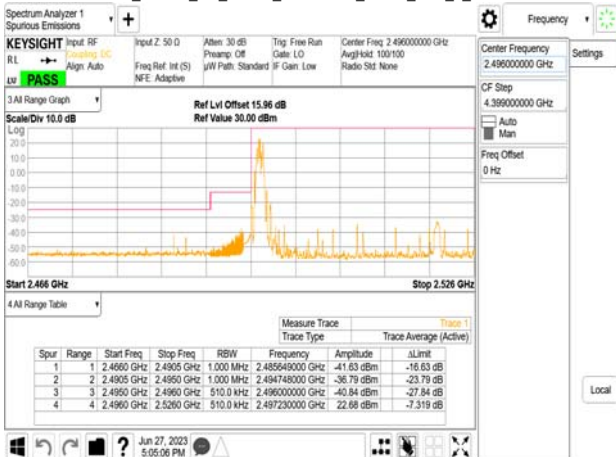 Spectrum Analyzer 1
Spurious Emissions
Frequency
KEYSIGHT Input: RF
RL
Coupling: DC
Align: Auto
Input Z: 50 Ω
Freq Ref: Int (S)
NFE: Adaptive
Atten: 30 dB
Preamp: Off
µW Path: Standard
Trig: Free Run
Gate: LO
IF Gain: Low
Center Freq: 2.496000000 GHz
Avg|Hold: 100/100
Radio Std: None
LU PASS
3 All Range Graph
Scale/Div 10.0 dB
Ref Lvl Offset 15.96 dB
Ref Value 30.00 dBm
Log
20.0
10.0
0.00
-10.0
-20.0
-30.0
-40.0
-50.0
-60.0
Start 2.466 GHz
Stop 2.526 GHz
4 All Range Table
Measure Trace Trace 1
Trace Type Trace Average (Active)
Spur Range Start Freq Stop Freq RBW Frequency Amplitude ΔLimit
1 1 2.4660 GHz 2.4905 GHz 1.000 MHz 2.485649000 GHz -41.63 dBm -16.63 dB
2 2 2.4905 GHz 2.4950 GHz 1.000 MHz 2.494748000 GHz -36.79 dBm -23.79 dB
3 3 2.4950 GHz 2.4960 GHz 510.0 kHz 2.496000000 GHz -40.84 dBm -27.84 dB
4 4 2.4960 GHz 2.5260 GHz 510.0 kHz 2.497230000 GHz 22.68 dBm -7.319 dB
Center Frequency
2.496000000 GHz
Settings
CF Step
4.399000000 GHz
Auto
Man
Freq Offset
0 Hz
Local
Jun 27, 2023
5:05:06 PM